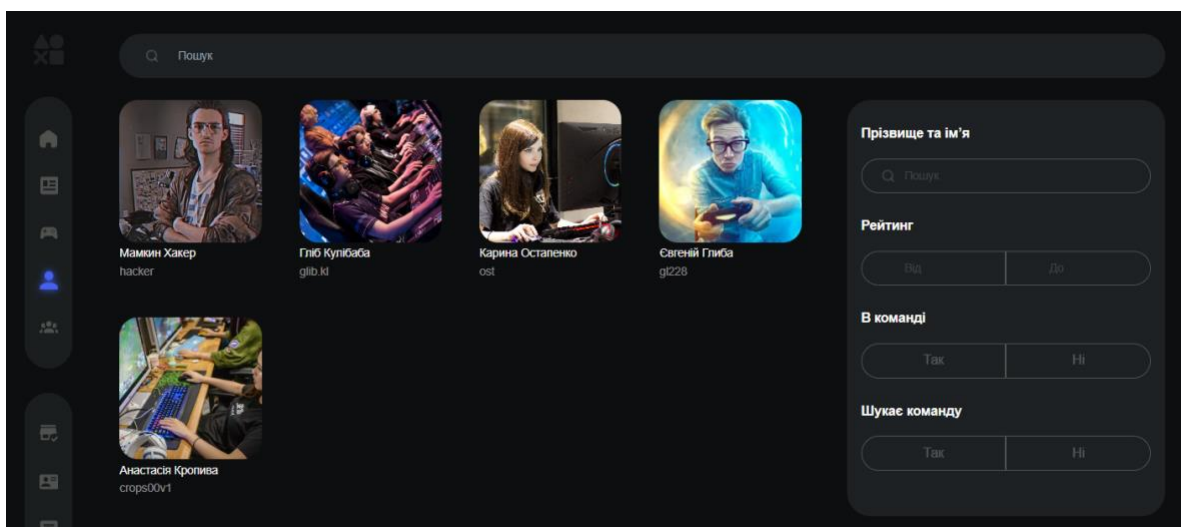 Пошук
Мамкин Хакер
hacker
Гліб Кулібаба
glib.kl
Карина Остапенко
ost
Євгеній Глиба
gl228
Анастасія Кропива
crops00v1
Прізвище та ім’я
Пошук
Рейтинг
Від До
В команді
Так Ні
Шукає команду
Так Ні